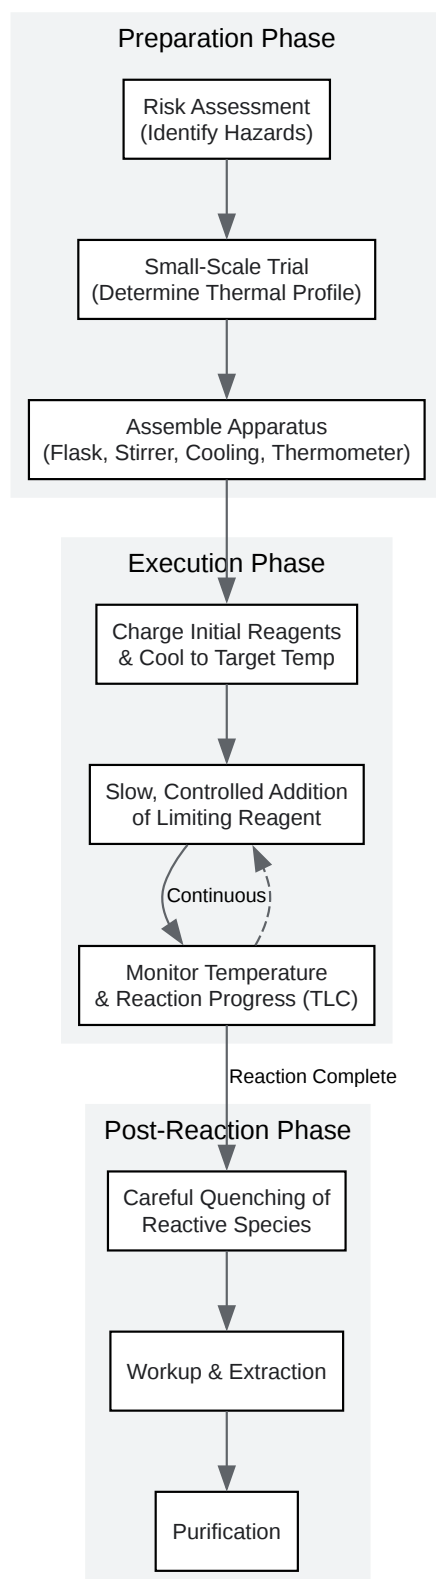 Preparation Phase
Risk Assessment
(Identify Hazards)
Small-Scale Trial
(Determine Thermal Profile)
Assemble Apparatus
(Flask, Stirrer, Cooling, Thermometer)
Execution Phase
Charge Initial Reagents
& Cool to Target Temp
Slow, Controlled Addition
of Limiting Reagent
Continuous
Monitor Temperature
& Reaction Progress (TLC)
Reaction Complete
Post-Reaction Phase
Careful Quenching of
Reactive Species
Workup & Extraction
Purification